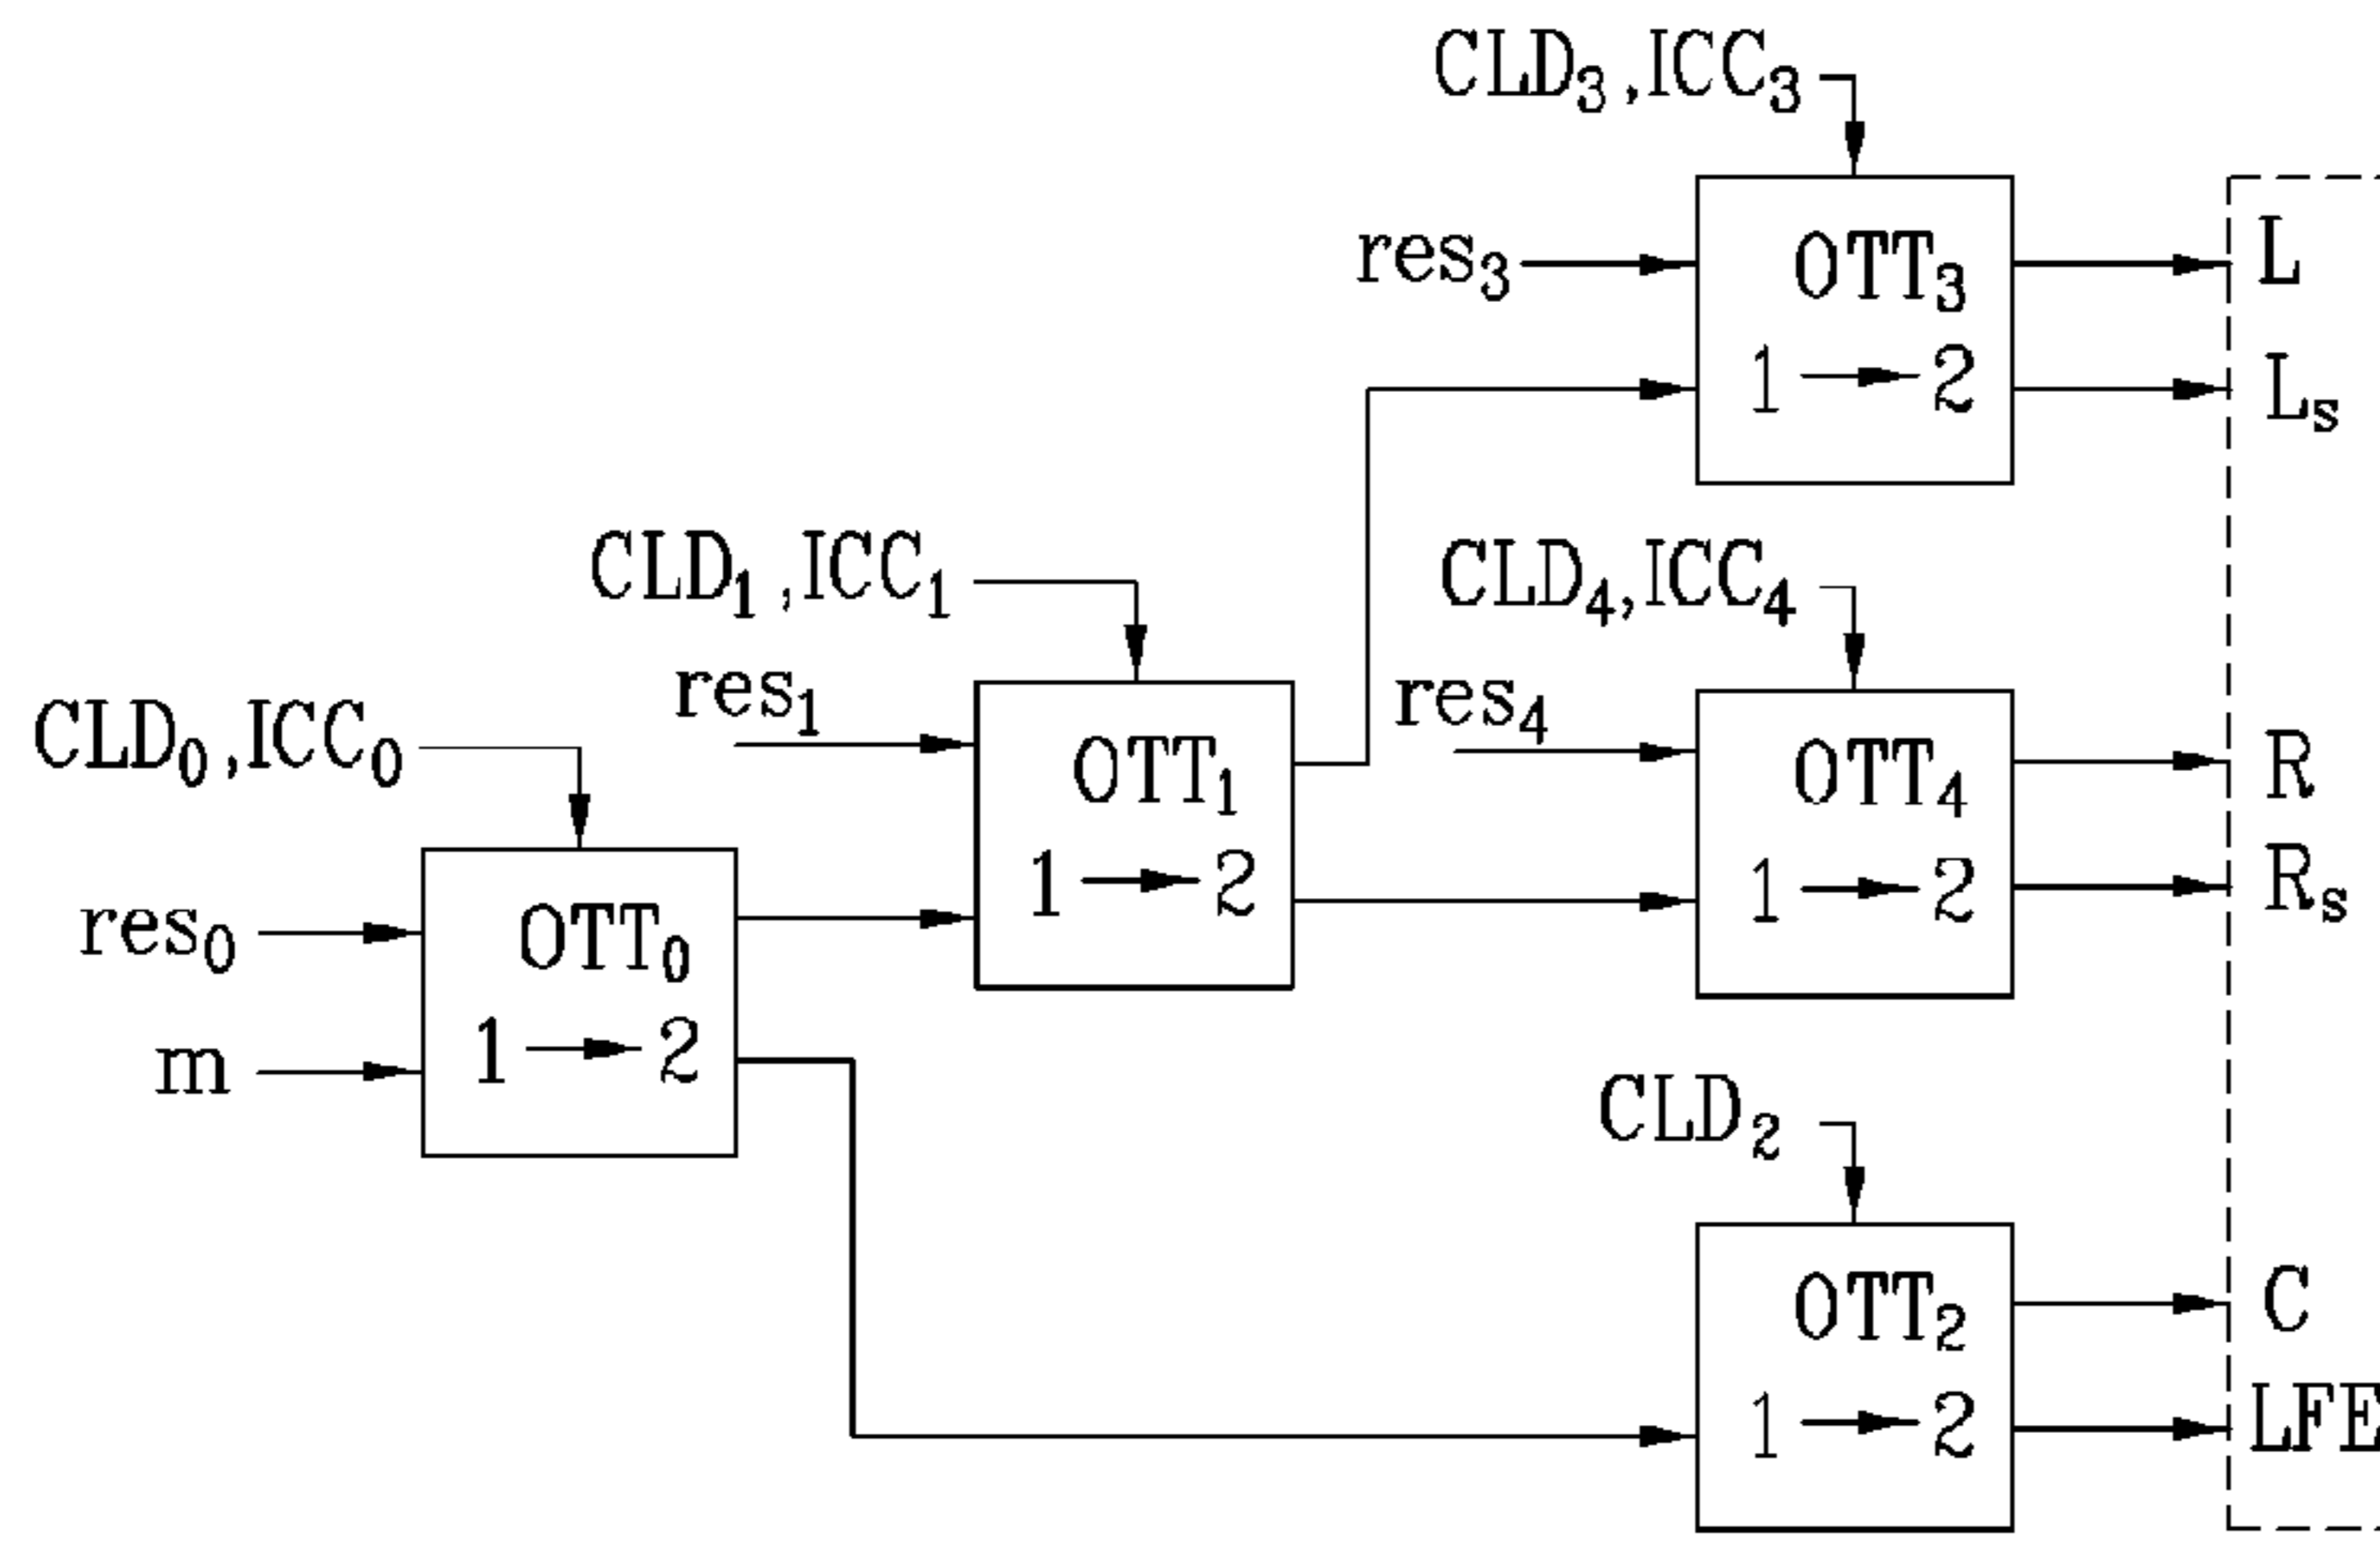 CLD₃,ICC₃
res₃
OTT₃
1 → 2
L
Lₛ
CLD₁,ICC₁
res₁
OTT₁
1 → 2
CLD₄,ICC₄
res₄
OTT₄
1 → 2
R
Rₛ
CLD₀,ICC₀
res₀
m
OTT₀
1 → 2
CLD₂
OTT₂
1 → 2
C
LFE